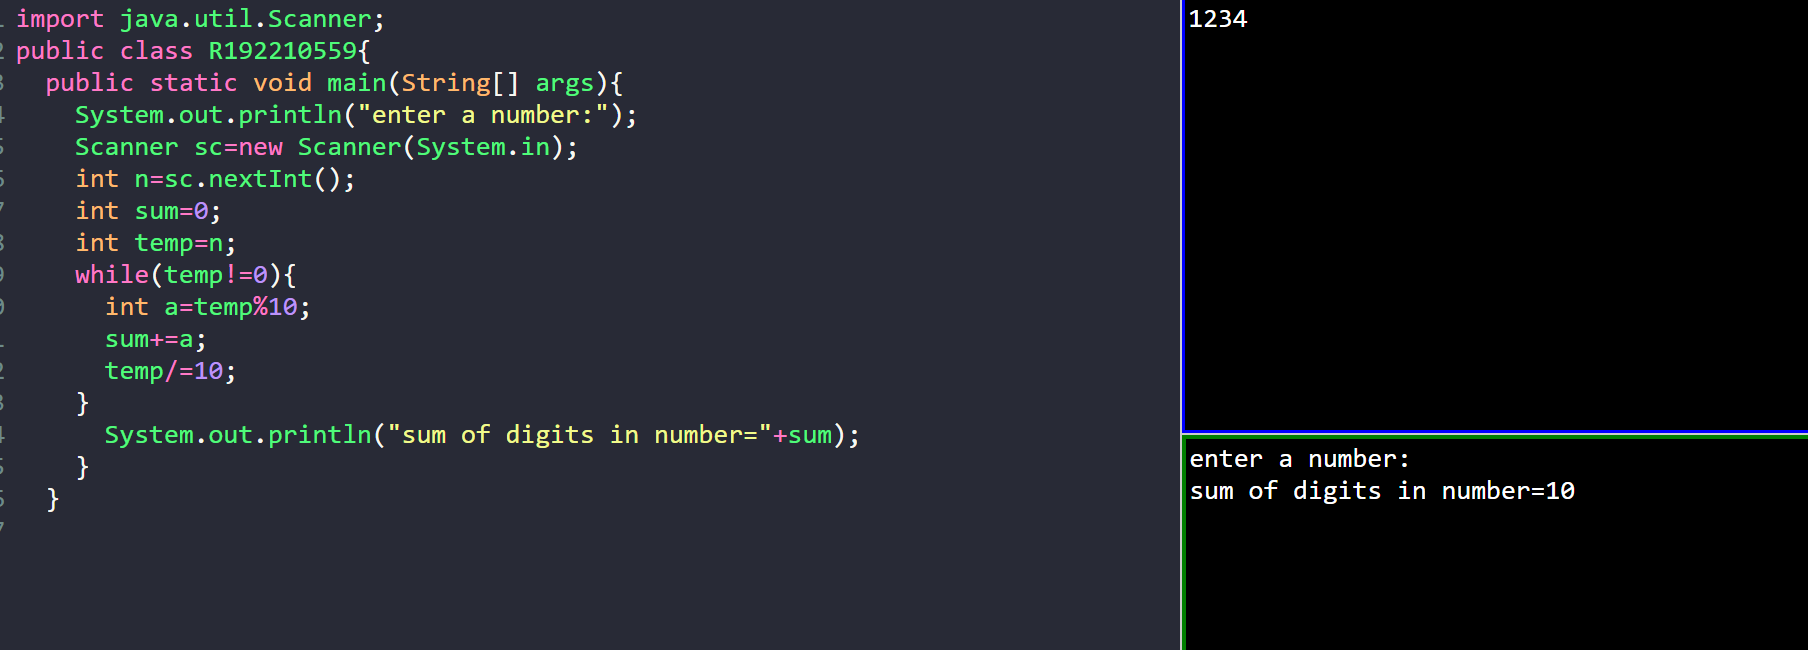 import java.util.Scanner;
public class R192210559{
  public static void main(String[] args){
    System.out.println("enter a number:");
    Scanner sc=new Scanner(System.in);
    int n=sc.nextInt();
    int sum=0;
    int temp=n;
    while(temp!=0){
      int a=temp%10;
      sum+=a;
      temp/=10;
    }
      System.out.println("sum of digits in number="+sum);
    }
  }
1234
enter a number:
sum of digits in number=10